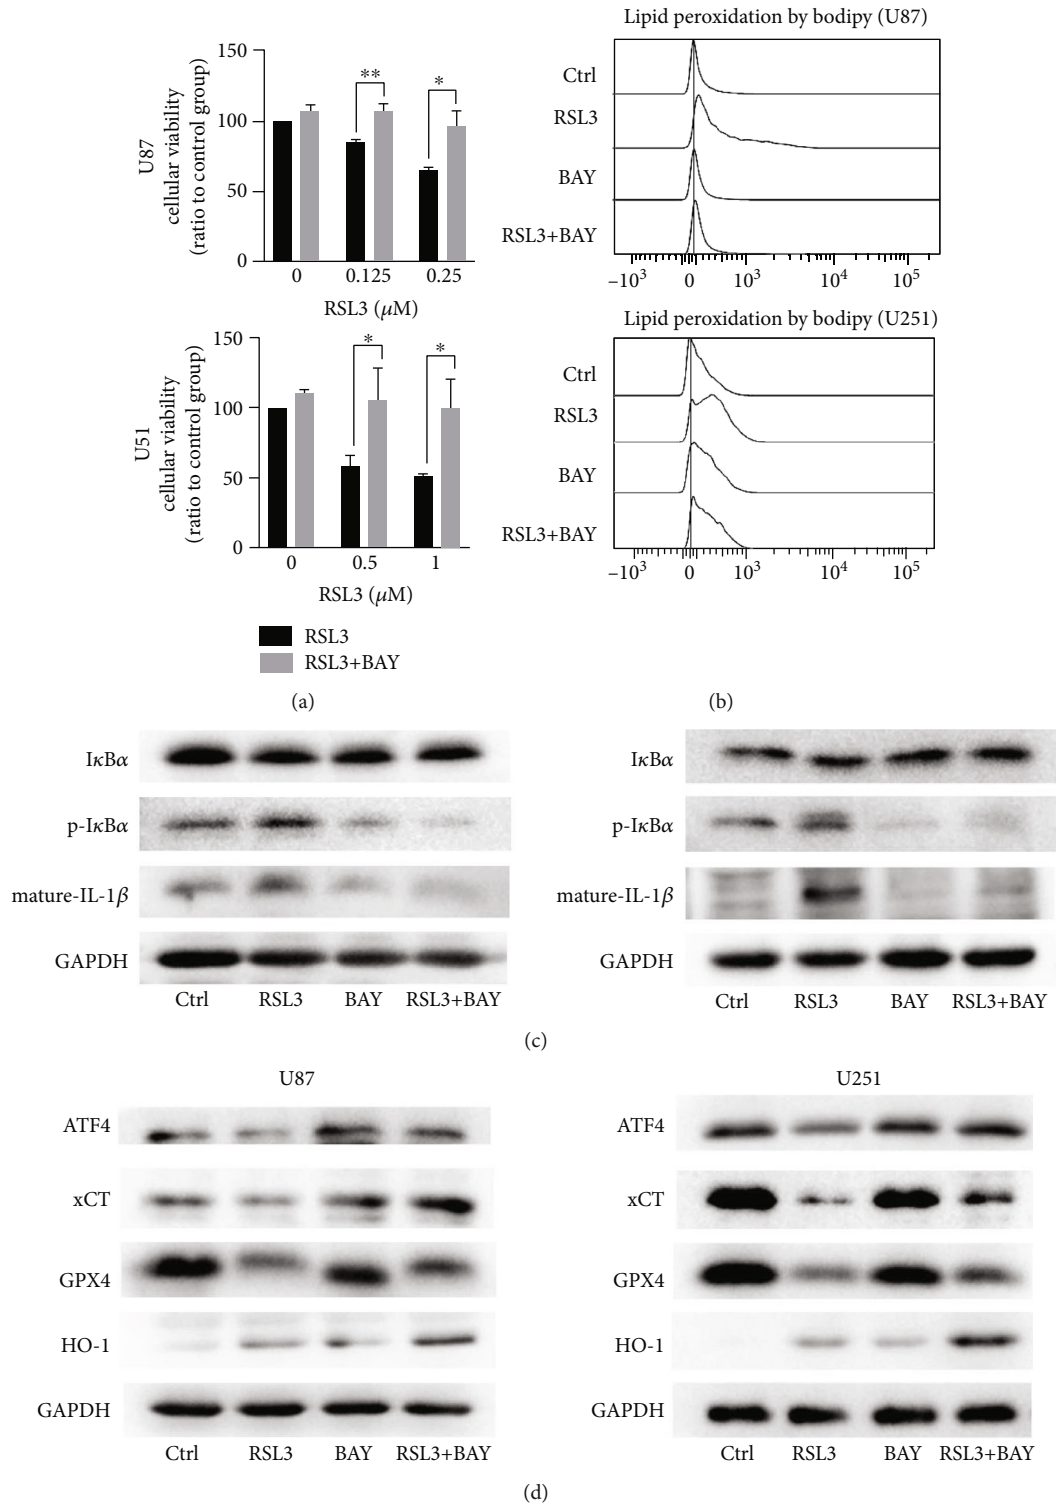 U87
cellular viability
(ratio to control group)
150
100
50
0
**
*
0 0.125 0.25
RSL3 (μM)
U51
cellular viability
(ratio to control group)
150
100
50
0
*
*
0 0.5 1
RSL3 (μM)
RSL3
RSL3+BAY
(a)
Lipid peroxidation by bodipy (U87)
Ctrl
RSL3
BAY
RSL3+BAY
–10³ 0 10³ 10⁴ 10⁵
Lipid peroxidation by bodipy (U251)
Ctrl
RSL3
BAY
RSL3+BAY
–10³ 0 10³ 10⁴ 10⁵
(b)
IκBα
p-IκBα
mature-IL-1β
GAPDH
Ctrl RSL3 BAY RSL3+BAY
IκBα
p-IκBα
mature-IL-1β
GAPDH
Ctrl RSL3 BAY RSL3+BAY
(c)
U87
ATF4
xCT
GPX4
HO-1
GAPDH
Ctrl RSL3 BAY RSL3+BAY
U251
ATF4
xCT
GPX4
HO-1
GAPDH
Ctrl RSL3 BAY RSL3+BAY
(d)